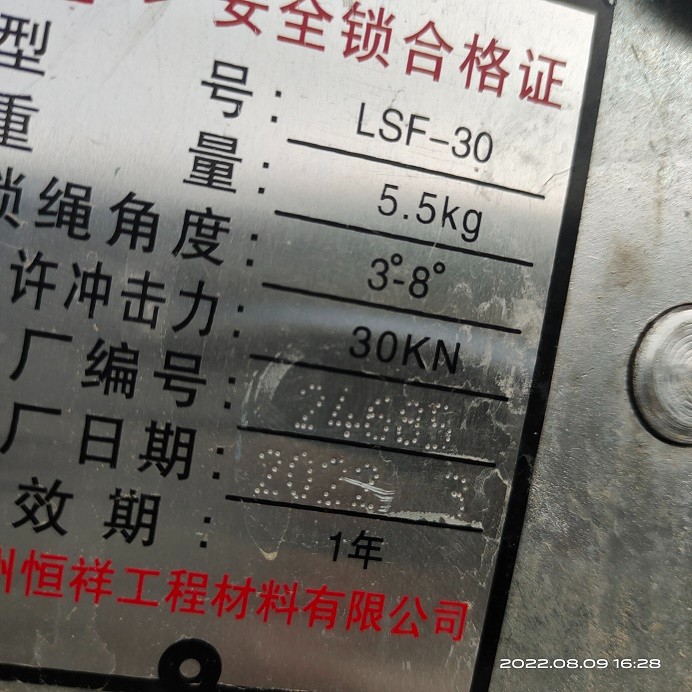 安全锁合格证
型 号：LSF-30
重 量：5.5kg
锁绳角度：3°-8°
许冲击力：30KN
厂编号：
厂日期：
效期：1年
州恒祥工程材料有限公司
2022.08.09 16:28